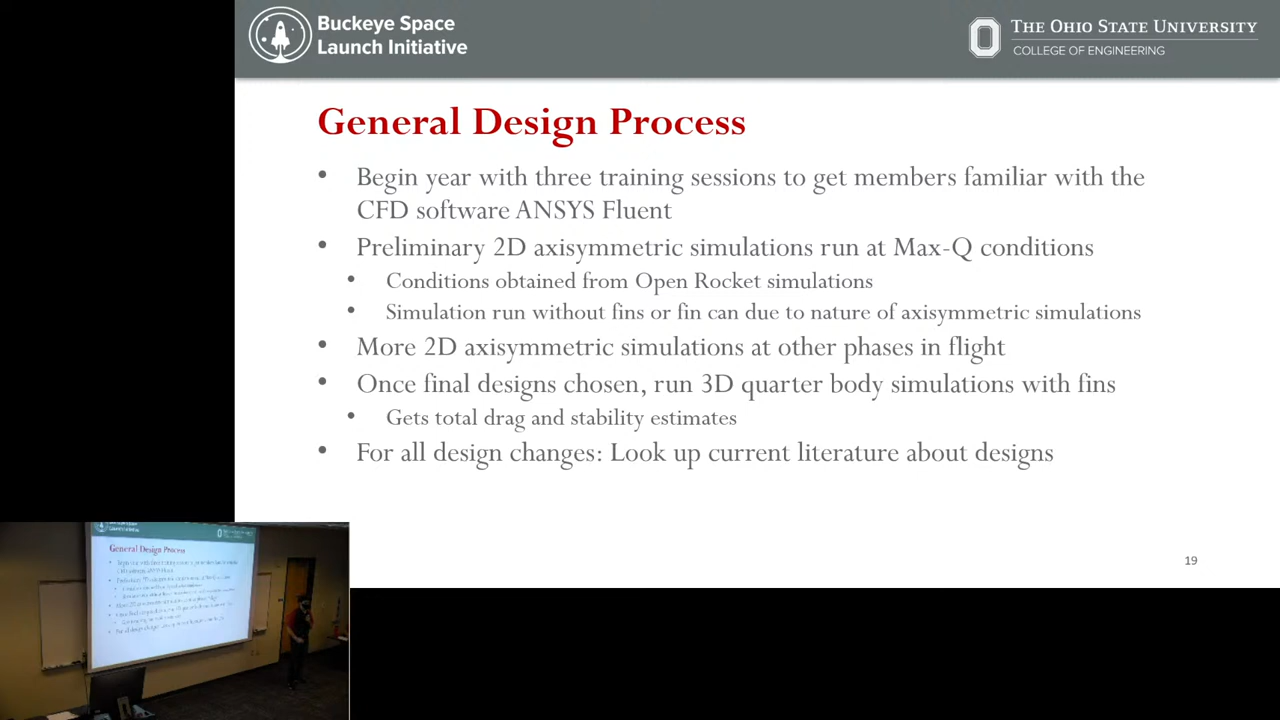 Buckeye Space
Launch Initiative
THE OHIO STATE UNIVERSITY
COLLEGE OF ENGINEERING
General Design Process
• Begin year with three training sessions to get members familiar with the
CFD software ANSYS Fluent
• Preliminary 2D axisymmetric simulations run at Max-Q conditions
• Conditions obtained from Open Rocket simulations
• Simulation run without fins or fin can due to nature of axisymmetric simulations
• More 2D axisymmetric simulations at other phases in flight
• Once final designs chosen, run 3D quarter body simulations with fins
• Gets total drag and stability estimates
• For all design changes: Look up current literature about designs
19
Buckeye Space
Launch Initiative
General Design Process